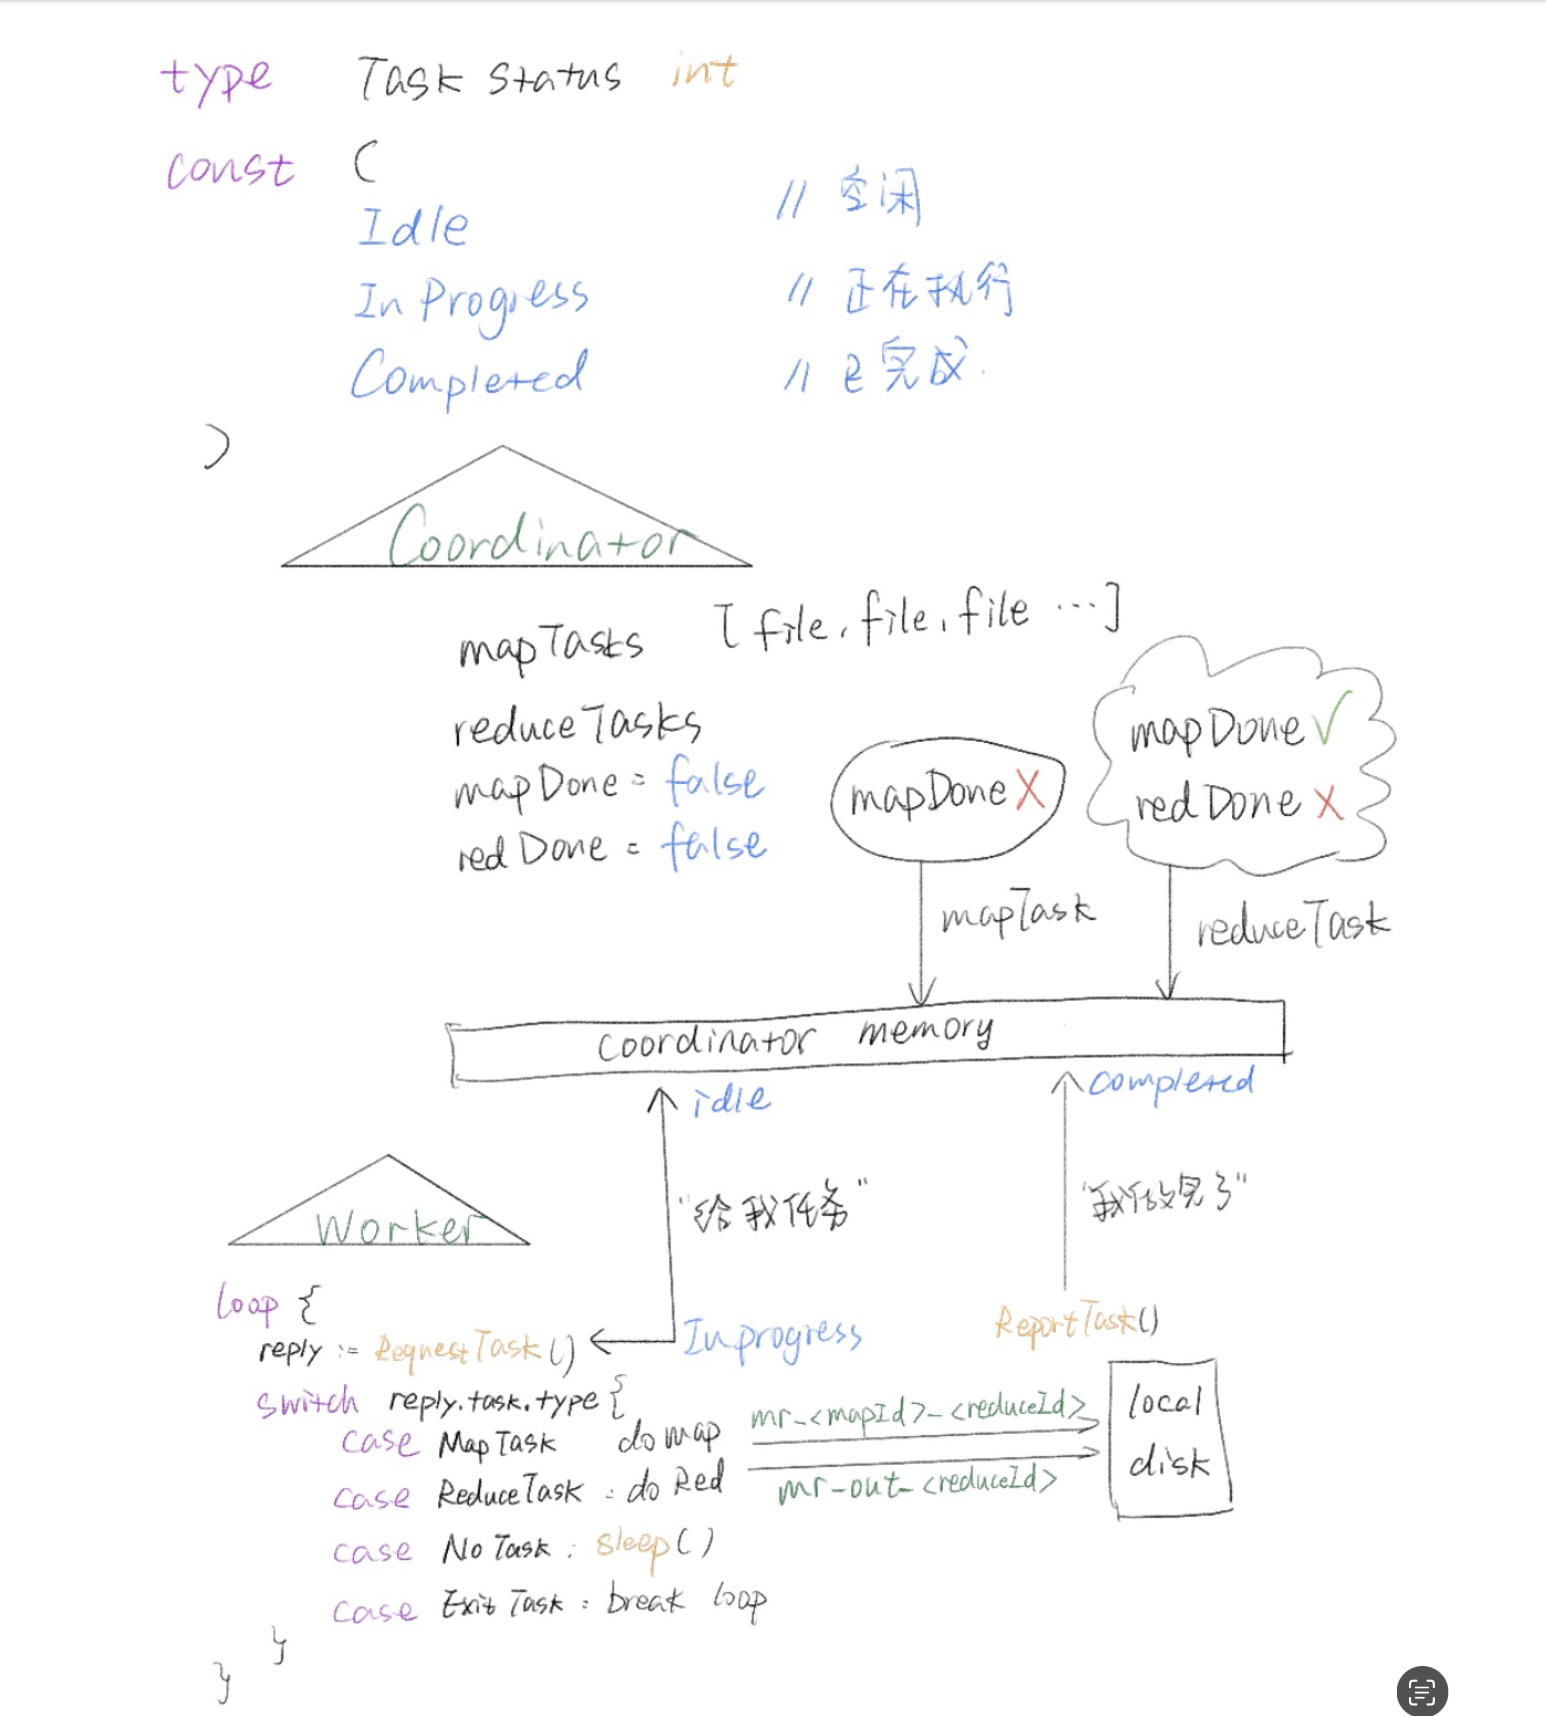 type Task Status int
const (
Idle // 空闲
In Progress // 正在执行
Completed // 已完成.
)
Coordinator
mapTasks [file, file, file ...]
reduceTasks
mapDone = false
redDone = false
mapDone X
mapDone √
redDone X
mapTask
reduceTask
coordinator memory
idle
completed
"给我任务"
"我做完了"
Worker
loop {
reply := RequestTask()
In progress
ReportTask()
switch reply.task.type {
case MapTask do map
case ReduceTask : do Red
case No Task : sleep()
case Exit Task : break loop
}
}
mr-<mapId>-<reduceId>
mr-out-<reduceId>
local
disk